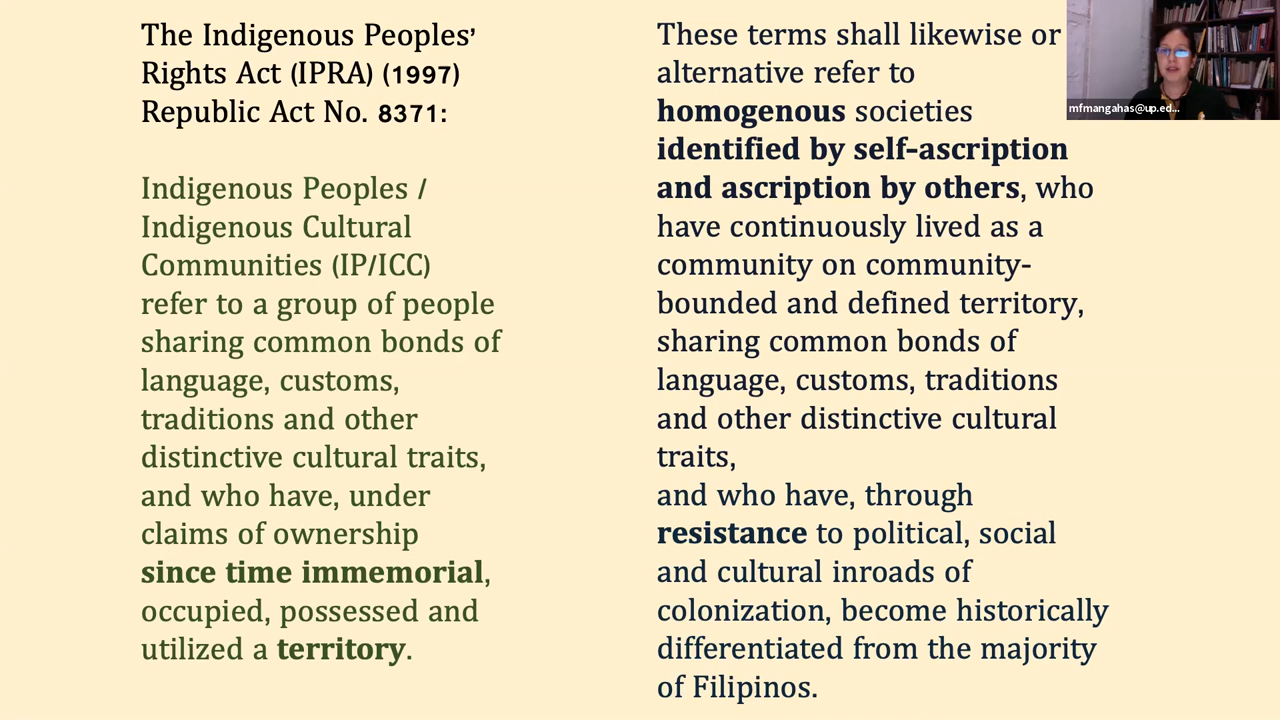 The Indigenous Peoples’
Rights Act (IPRA) (1997)
Republic Act No. 8371:
Indigenous Peoples /
Indigenous Cultural
Communities (IP/ICC)
refer to a group of people
sharing common bonds of
language, customs,
traditions and other
distinctive cultural traits,
and who have, under
claims of ownership
since time immemorial,
occupied, possessed and
utilized a territory.
These terms shall likewise or
alternative refer to
homogenous societies
identified by self-ascription
and ascription by others, who
have continuously lived as a
community on community-
bounded and defined territory,
sharing common bonds of
language, customs, traditions
and other distinctive cultural
traits,
and who have, through
resistance to political, social
and cultural inroads of
colonization, become historically
differentiated from the majority
of Filipinos.
mfmangahas@up.ed...